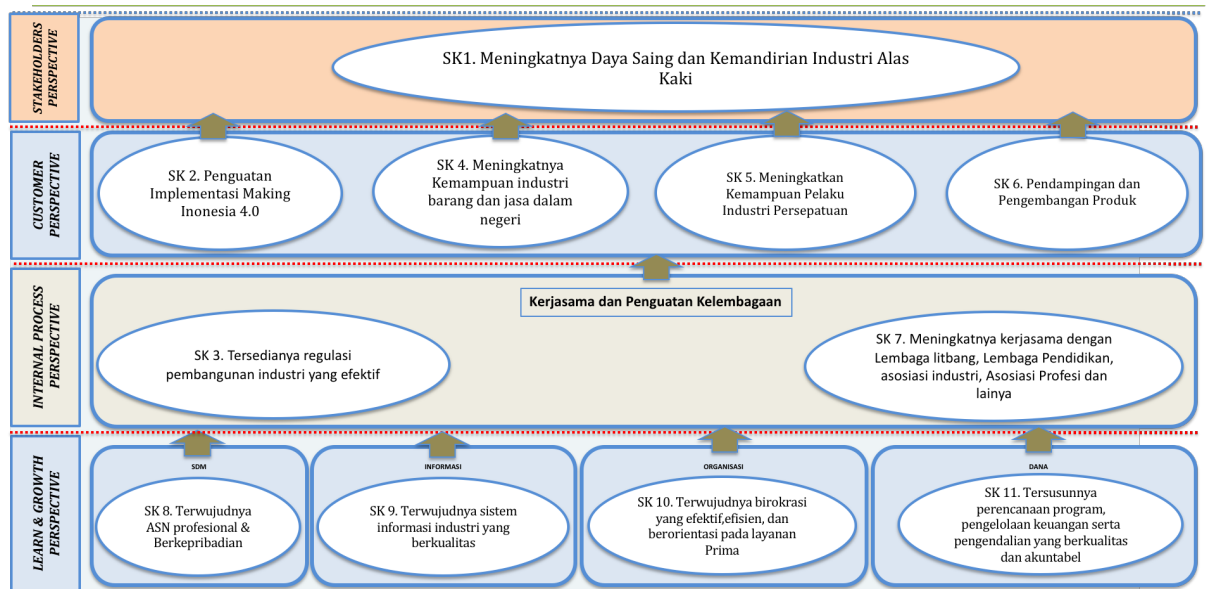 STAKEHOLDERS
PERSPECTIVE
SK1. Meningkatnya Daya Saing dan Kemandirian Industri Alas
Kaki
CUSTOMER
PERSPECTIVE
SK 2. Penguatan
Implementasi Making
Inonesia 4.0
SK 4. Meningkatnya
Kemampuan industri
barang dan jasa dalam
negeri
SK 5. Meningkatkan
Kemampuan Pelaku
Industri Persepatuan
SK 6. Pendampingan dan
Pengembangan Produk
INTERNAL PROCESS
PERSPECTIVE
Kerjasama dan Penguatan Kelembagaan
SK 3. Tersedianya regulasi
pembangunan industri yang efektif
SK 7. Meningkatnya kerjasama dengan
Lembaga litbang, Lembaga Pendidikan,
asosiasi industri, Asosiasi Profesi dan
lainya
LEARN & GROWTH
PERSPECTIVE
SDM
SK 8. Terwujudnya
ASN profesional &
Berkepribadian
INFORMASI
SK 9. Terwujudnya sistem
informasi industri yang
berkualitas
ORGANISASI
SK 10. Terwujudnya birokrasi
yang efektif,efisien, dan
berorientasi pada layanan
Prima
DANA
SK 11. Tersusunnya
perencanaan program,
pengelolaan keuangan serta
pengendalian yang berkualitas
dan akuntabel